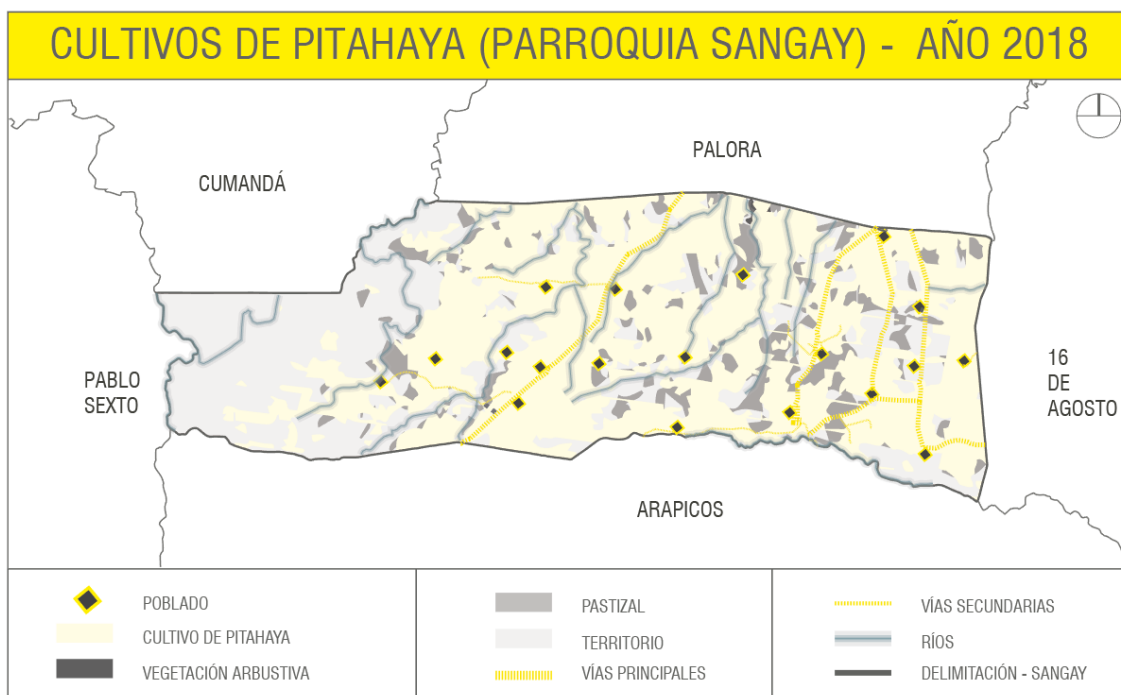 CULTIVOS DE PITAHAYA (PARROQUIA SANGAY) - AÑO 2018
PALORA
CUMANDÁ
PABLO
SEXTO
16
DE
AGOSTO
ARAPICOS
POBLADO
CULTIVO DE PITAHAYA
VEGETACIÓN ARBUSTIVA
PASTIZAL
TERRITORIO
VÍAS PRINCIPALES
VÍAS SECUNDARIAS
RÍOS
DELIMITACIÓN - SANGAY